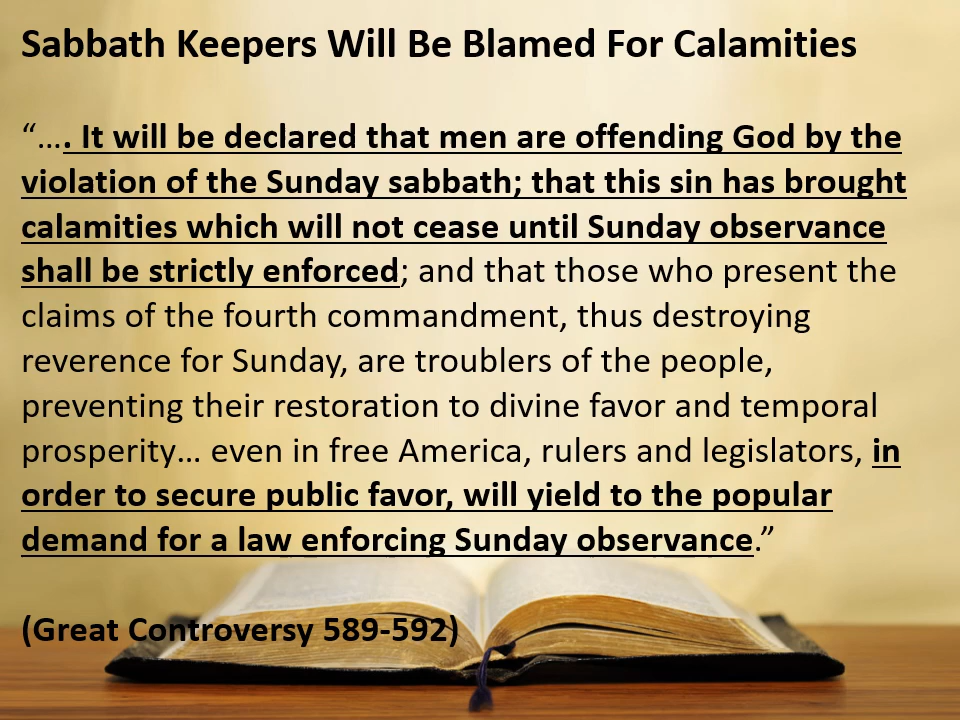 Sabbath Keepers Will Be Blamed For Calamities
“…. It will be declared that men are offending God by the
violation of the Sunday sabbath; that this sin has brought
calamities which will not cease until Sunday observance
shall be strictly enforced; and that those who present the
claims of the fourth commandment, thus destroying
reverence for Sunday, are troublers of the people,
preventing their restoration to divine favor and temporal
prosperity… even in free America, rulers and legislators, in
order to secure public favor, will yield to the popular
demand for a law enforcing Sunday observance.”
(Great Controversy 589-592)